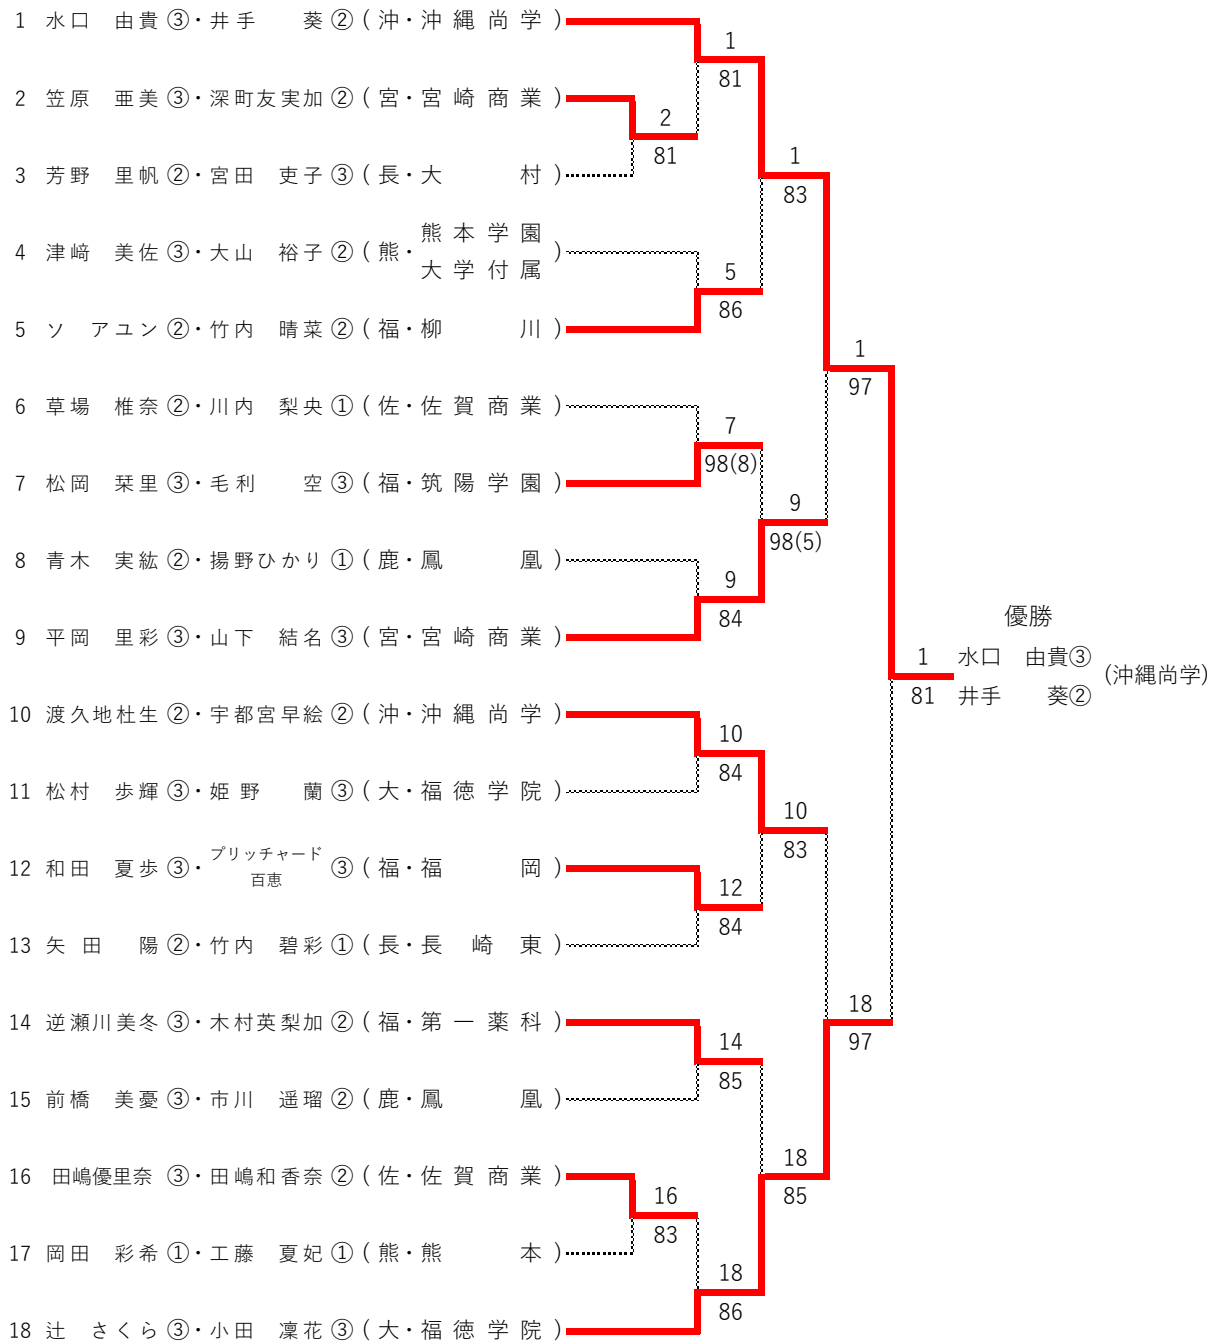 1 水口 由貴 ③・井手 葵 ② (沖・沖縄尚学)
2 笠原 亜美 ③・深町友実加 ② (宮・宮崎商業)
3 芳野 里帆 ②・宮田 吏子 ③ (長・大村)
4 津﨑 美佐 ③・大山 裕子 ② (熊・熊本学園大学付属)
5 ソ アユン ②・竹内 晴菜 ② (福・柳川)
6 草場 椎奈 ②・川内 梨央 ① (佐・佐賀商業)
7 松岡 栞里 ③・毛利 空 ③ (福・筑陽学園)
8 青木 実紘 ②・揚野ひかり ① (鹿・鳳凰)
9 平岡 里彩 ③・山下 結名 ③ (宮・宮崎商業)
10 渡久地杜生 ②・宇都宮早絵 ② (沖・沖縄尚学)
11 松村 歩輝 ③・姫野 蘭 ③ (大・福徳学院)
12 和田 夏歩 ③・プリッチャード百恵 ③ (福・福岡)
13 矢田 陽 ②・竹内 碧彩 ① (長・長崎東)
14 逆瀬川美冬 ③・木村英梨加 ② (福・第一薬科)
15 前橋 美憂 ③・市川 遥瑠 ② (鹿・鳳凰)
16 田嶋優里奈 ③・田嶋和香奈 ② (佐・佐賀商業)
17 岡田 彩希 ①・工藤 夏妃 ① (熊・熊本)
18 辻 さくら ③・小田 凜花 ③ (大・福徳学院)
2
81
16
83
1
81
5
86
7
98(8)
9
84
10
84
12
84
14
85
18
86
1
83
9
98(5)
10
83
18
85
1
97
18
97
1
81
優勝
水口 由貴③
井手 葵②
(沖縄尚学)